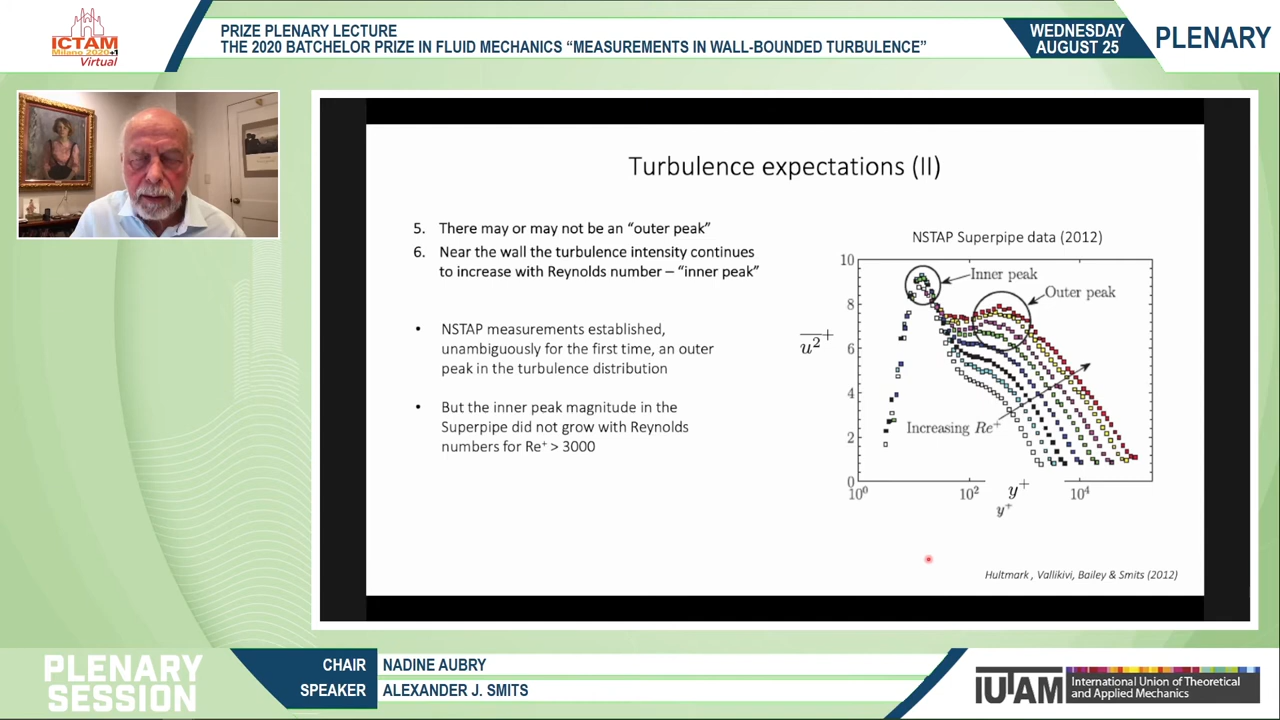 ICTAM
Milano 2020+1
Virtual
PRIZE PLENARY LECTURE
THE 2020 BATCHELOR PRIZE IN FLUID MECHANICS “MEASUREMENTS IN WALL-BOUNDED TURBULENCE”
WEDNESDAY
AUGUST 25
PLENARY
Turbulence expectations (II)
5. There may or may not be an “outer peak”
6. Near the wall the turbulence intensity continues
to increase with Reynolds number – “inner peak”
• NSTAP measurements established,
unambiguously for the first time, an outer
peak in the turbulence distribution
• But the inner peak magnitude in the
Superpipe did not grow with Reynolds
numbers for Re⁺ > 3000
NSTAP Superpipe data (2012)
10
8
6
4
2
0
u²⁺
Inner peak
Outer peak
Increasing Re⁺
10⁰
10²
10⁴
y⁺
y⁺
Hultmark , Vallikivi, Bailey & Smits (2012)
PLENARY
SESSION
CHAIR NADINE AUBRY
SPEAKER ALEXANDER J. SMITS
IUTAM
International Union of Theoretical
and Applied Mechanics